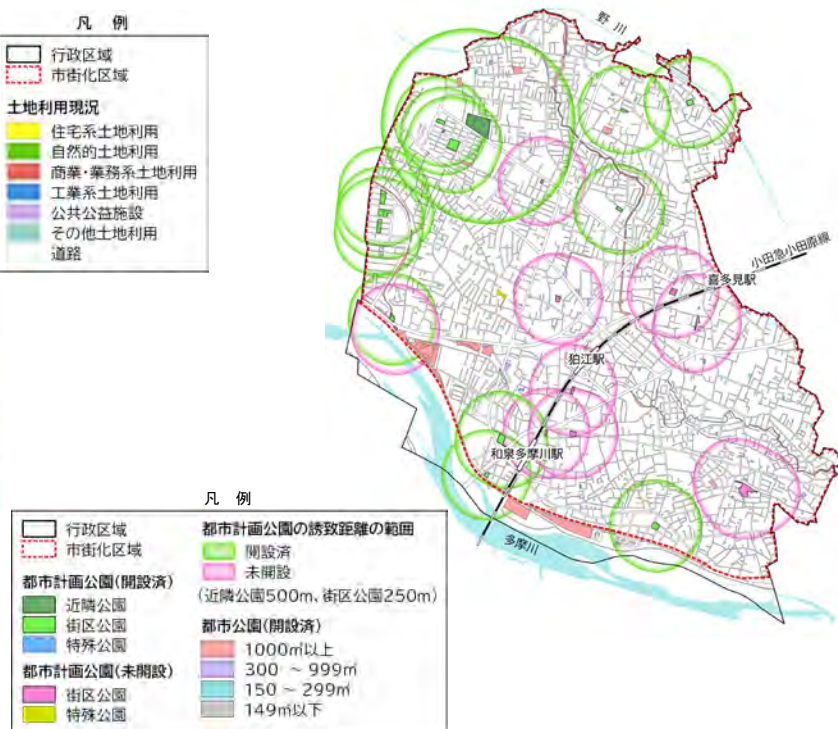 凡 例
行政区域
市街化区域
土地利用現況
住宅系土地利用
自然的土地利用
商業・業務系土地利用
工業系土地利用
公共公益施設
その他土地利用
道路
野川
小田急小田原線
喜多見駅
狛江駅
和泉多摩川駅
多摩川
凡 例
行政区域
市街化区域
都市計画公園(開設済)
近隣公園
街区公園
特殊公園
都市計画公園(未開設)
街区公園
特殊公園
都市計画公園の誘致距離の範囲
開設済
未開設
(近隣公園500m、街区公園250m)
都市公園(開設済)
1000㎡以上
300 ～ 999㎡
150 ～ 299㎡
149㎡以下